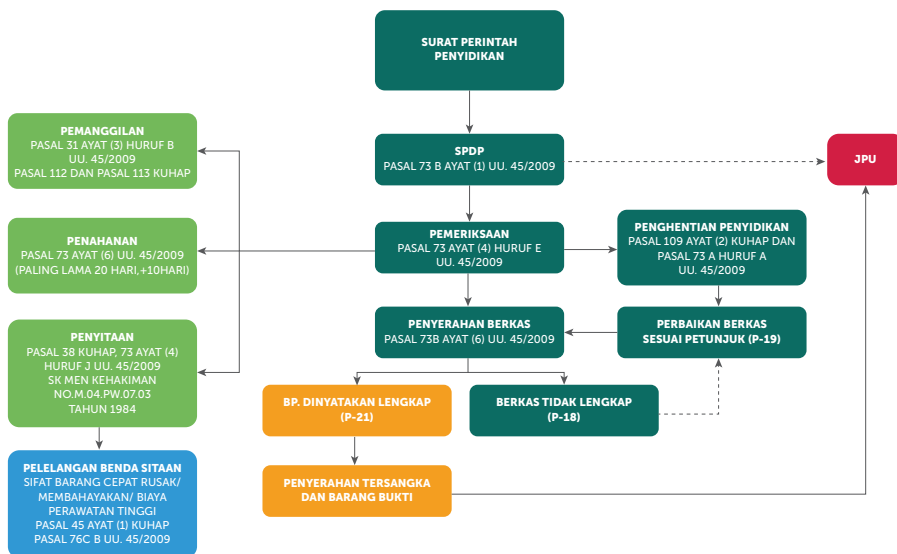 SURAT PERINTAH
PENYIDIKAN
PEMANGGILAN
PASAL 31 AYAT (3) HURUF B
UU. 45/2009
PASAL 112 DAN PASAL 113 KUHAP
SPDP
PASAL 73 B AYAT (1) UU. 45/2009
JPU
PENAHANAN
PASAL 73 AYAT (6) UU. 45/2009
(PALING LAMA 20 HARI,+10HARI)
PEMERIKSAAN
PASAL 73 AYAT (4) HURUF E
UU. 45/2009
PENGHENTIAN PENYIDIKAN
PASAL 109 AYAT (2) KUHAP DAN
PASAL 73 A HURUF A
UU. 45/2009
PENYITAAN
PASAL 38 KUHAP, 73 AYAT (4)
HURUF J UU. 45/2009
SK MEN KEHAKIMAN
NO.M.04.PW.07.03
TAHUN 1984
PENYERAHAN BERKAS
PASAL 73B AYAT (6) UU. 45/2009
PERBAIKAN BERKAS
SESUAI PETUNJUK (P-19)
BP. DINYATAKAN LENGKAP
(P-21)
BERKAS TIDAK LENGKAP
(P-18)
PELELANGAN BENDA SITAAN
SIFAT BARANG CEPAT RUSAK/
MEMBAHAYAKAN/ BIAYA
PERAWATAN TINGGI
PASAL 45 AYAT (1) KUHAP
PASAL 76C B UU. 45/2009
PENYERAHAN TERSANGKA
DAN BARANG BUKTI